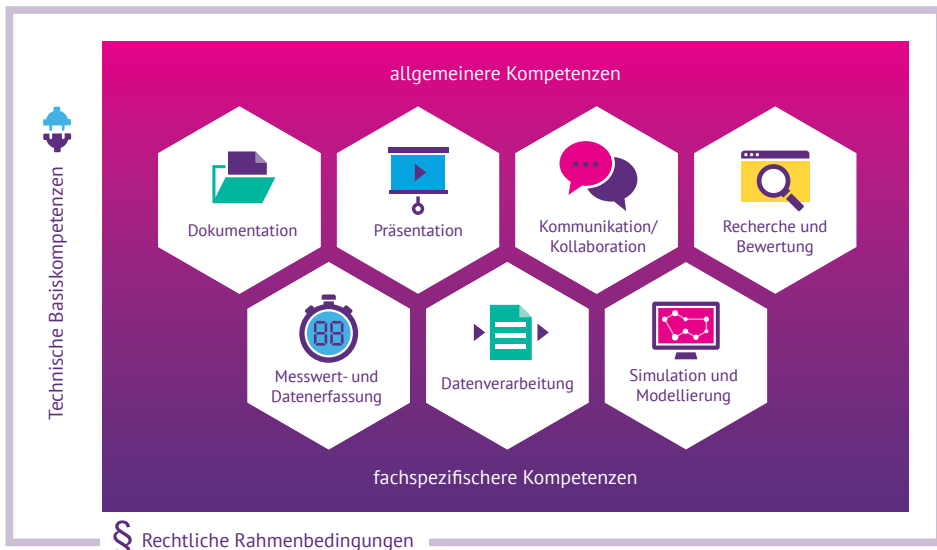 allgemeinere Kompetenzen
Technische Basiskompetenzen
Dokumentation
Präsentation
Kommunikation/
Kollaboration
Recherche und
Bewertung
88
Messwert- und
Datenerfassung
Datenverarbeitung
Simulation und
Modellierung
fachspezifischere Kompetenzen
§ Rechtliche Rahmenbedingungen